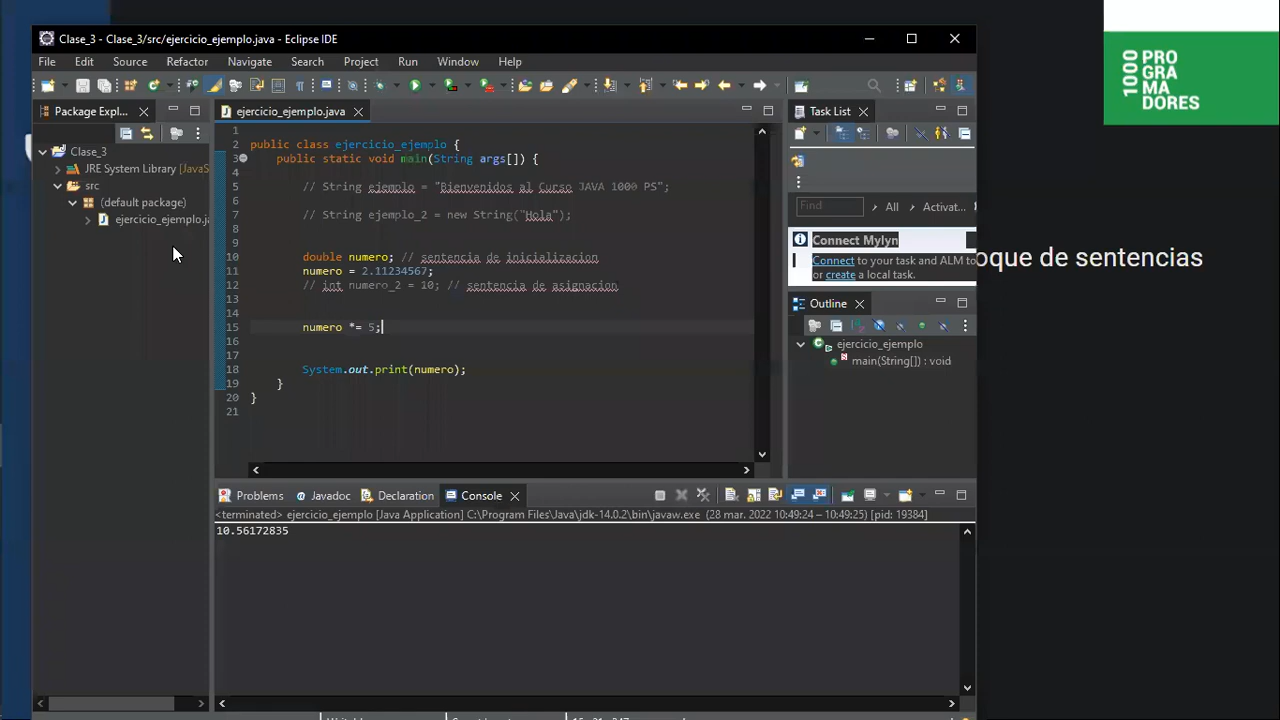 Clase_3 - Clase_3/src/ejercicio_ejemplo.java - Eclipse IDE
File Edit Source Refactor Navigate Search Project Run Window Help
1000 PRO
GRA
MA
DORES
Package Expl...
Clase_3
JRE System Library [JavaS
src
(default package)
ejercicio_ejemplo.ja
ejercicio_ejemplo.java
1
2 public class ejercicio_ejemplo {
3 public static void main(String args[]) {
4
5 // String ejemplo = "Bienvenidos al Curso JAVA 1000 PS";
6
7 // String ejemplo_2 = new String("Hola");
8
9
10 double numero; // sentencia de inicializacion
11 numero = 2.11234567;
12 // int numero_2 = 10; // sentencia de asignacion
13
14
15 numero *= 5;
16
17
18 System.out.print(numero);
19 }
20 }
21
Task List
Find All Activat...
Connect Mylyn
Connect to your task and ALM to
or create a local task.
Outline
ejercicio_ejemplo
main(String[]) : void
oque de sentencias
Problems Javadoc Declaration Console
<terminated> ejercicio_ejemplo [Java Application] C:\Program Files\Java\jdk-14.0.2\bin\javaw.exe (28 mar. 2022 10:49:24 – 10:49:25) [pid: 19384]
10.56172835